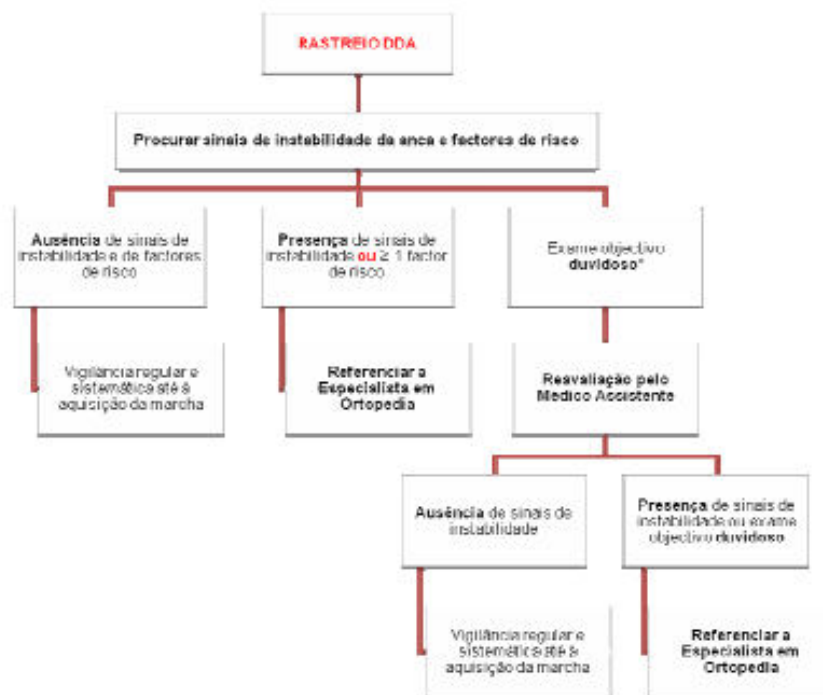 RASTREIO DDA
Procurar sinais de instabilidade da anca e factores de risco
Ausência de sinais de
instabilidade e de factores
de risco
Presença de sinais de
instabilidade ou ≥ 1 factor
de risco
Exame objectivo
duvidoso*
Vigilância regular e
sistemática até à
aquisição da marcha
Referenciar a
Especialista em
Ortopedia
Reavaliação pelo
Medico Assistente
Ausência de sinais de
instabilidade
Presença de sinais de
instabilidade ou exame
objectivo duvidoso
Vigilância regular e
sistemática até à
aquisição da marcha
Referenciar a
Especialista em
Ortopedia